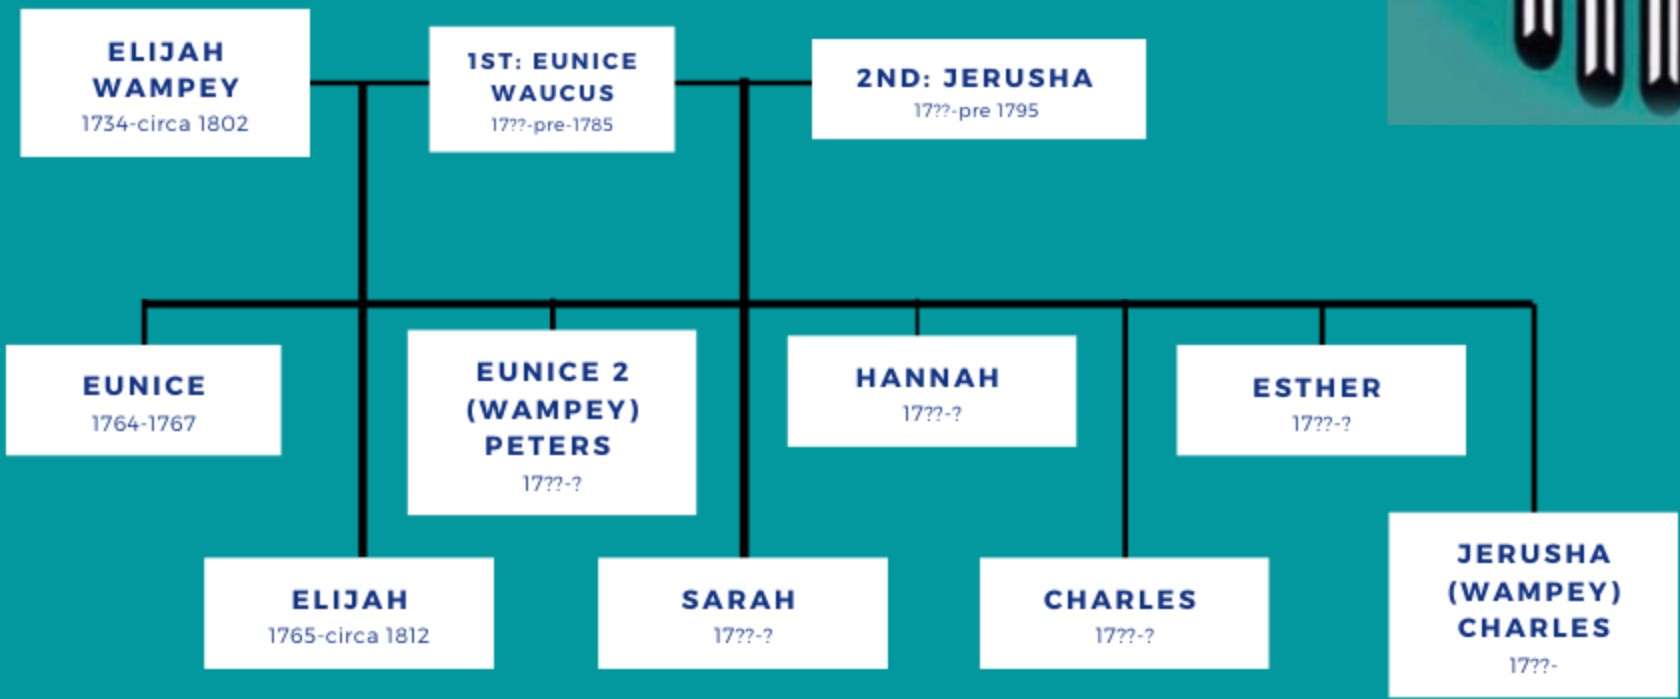 ELIJAH
WAMPEY
1734-circa 1802
1ST: EUNICE
WAUCUS
17??-pre-1785
2ND: JERUSHA
17??-pre 1795
EUNICE
1764-1767
EUNICE 2
(WAMPEY)
PETERS
17??-?
HANNAH
17??-?
ESTHER
17??-?
ELIJAH
1765-circa 1812
SARAH
17??-?
CHARLES
17??-?
JERUSHA
(WAMPEY)
CHARLES
17??-